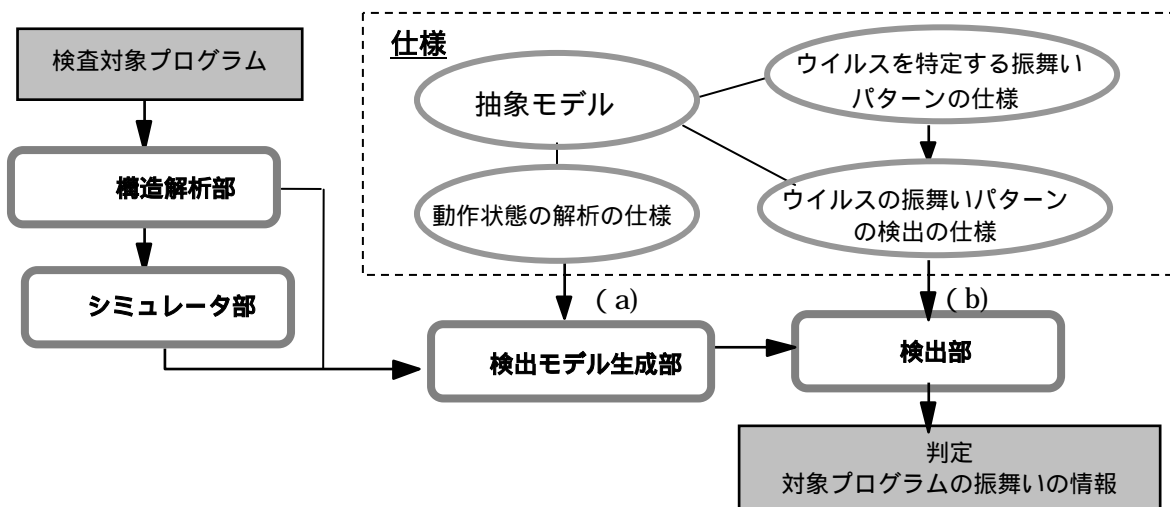 検査対象プログラム
仕様
抽象モデル
ウイルスを特定する振舞い
パターンの仕様
構造解析部
動作状態の解析の仕様
ウイルスの振舞いパターン
の検出の仕様
シミュレータ部
( a)
( b)
検出モデル生成部
検出部
判定
対象プログラムの振舞いの情報